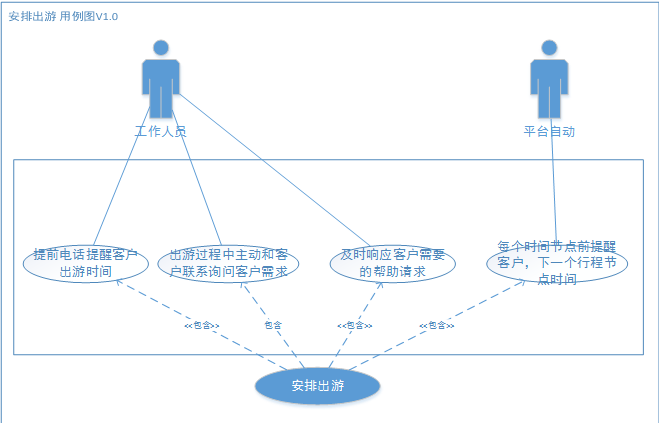 安排出游 用例图V1.0
工作人员
平台自动
提前电话提醒客户
出游时间
出游过程中主动和客
户联系询问客户需求
及时响应客户需要
的帮助请求
每个时间节点前提醒
客户，下一个行程节
点时间
<<包含>>
包含
<<包含>>
<<包含>>
安排出游